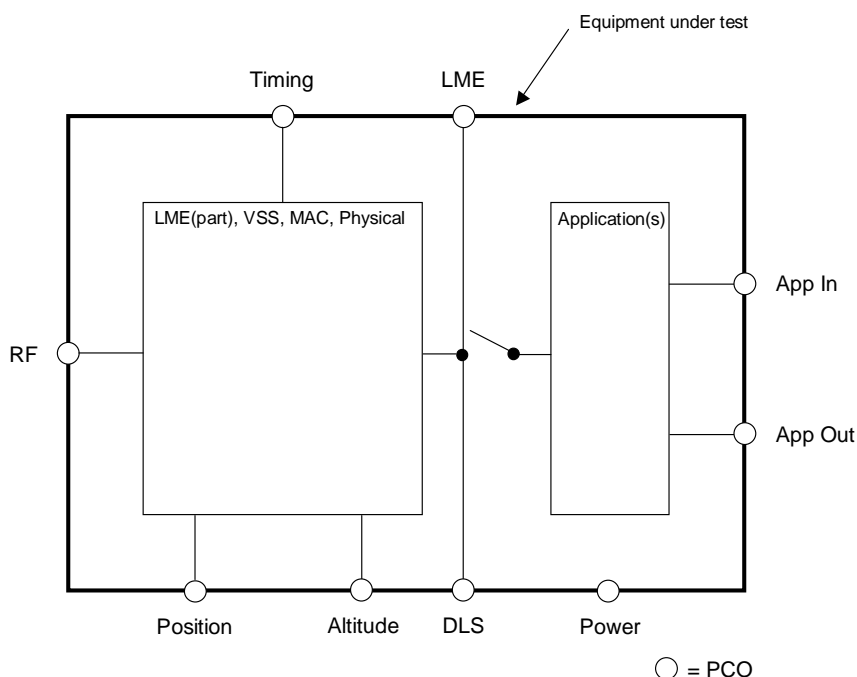 Equipment under test
Timing
LME
LME(part), VSS, MAC, Physical
Application(s)
App In
RF
App Out
Position
Altitude
DLS
Power
= PCO